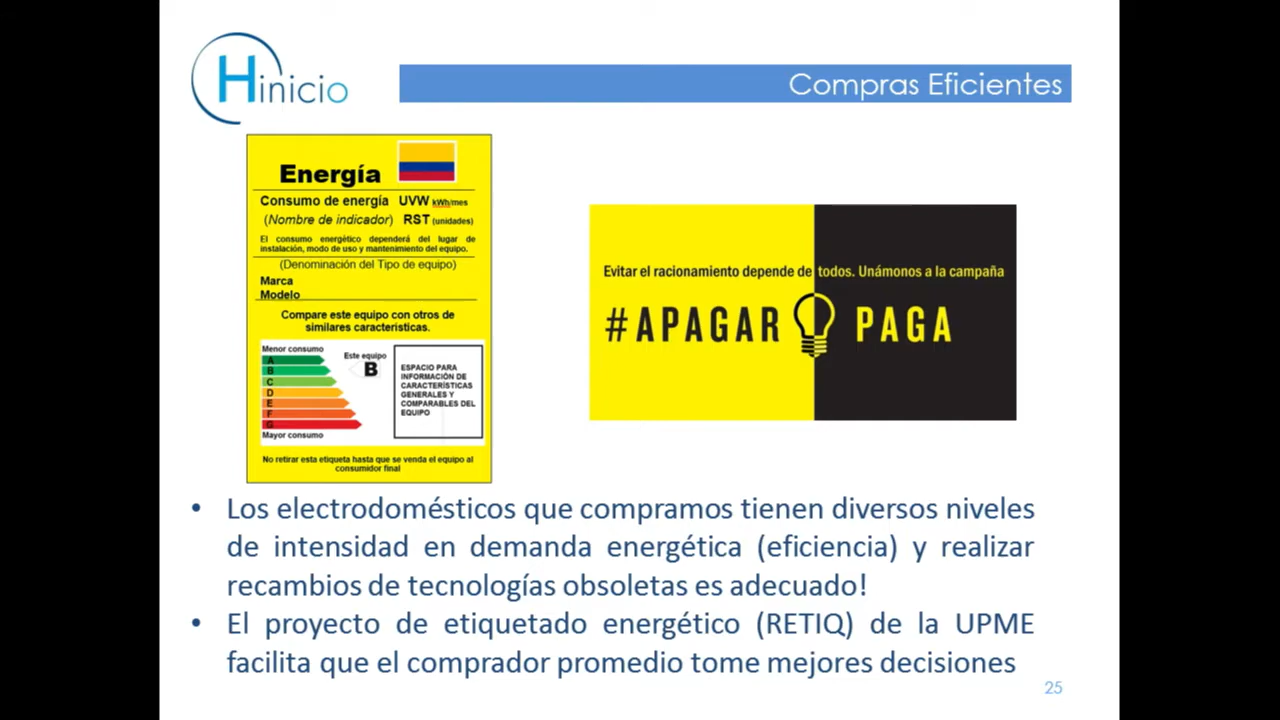 Hinicio
Compras Eficientes
Energía
Consumo de energía UVW kWh/mes
(Nombre de indicador) RST (unidades)
El consumo energético dependerá del lugar de
instalación, modo de uso y mantenimiento del equipo.
(Denominación del Tipo de equipo)
Marca
Modelo
Compare este equipo con otros de
similares características.
Menor consumo
A
B
C
D
E
F
G
Mayor consumo
Este equipo
B
ESPACIO PARA
INFORMACIÓN DE
CARACTERÍSTICAS
GENERALES Y
COMPARABLES DEL
EQUIPO
No retirar esta etiqueta hasta que se venda el equipo al
consumidor final
Evitar el racionamiento depende de todos. Unámonos a la campaña
#APAGAR PAGA
• Los electrodomésticos que compramos tienen diversos niveles
de intensidad en demanda energética (eficiencia) y realizar
recambios de tecnologías obsoletas es adecuado!
• El proyecto de etiquetado energético (RETIQ) de la UPME
facilita que el comprador promedio tome mejores decisiones
25